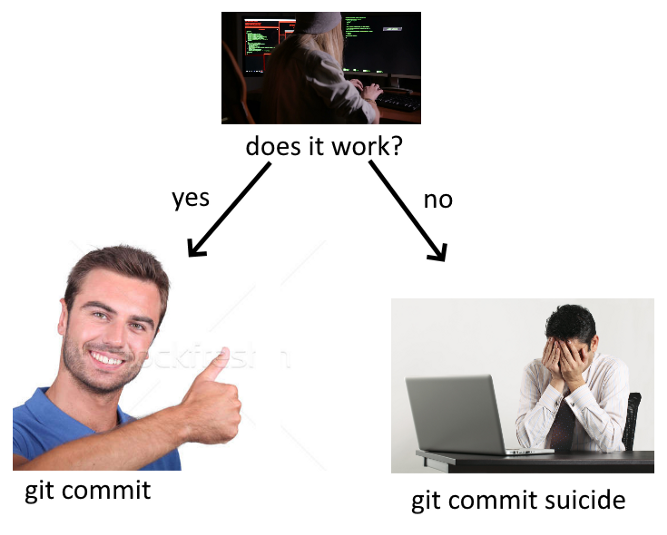 does it work?
yes
no
git commit
git commit suicide